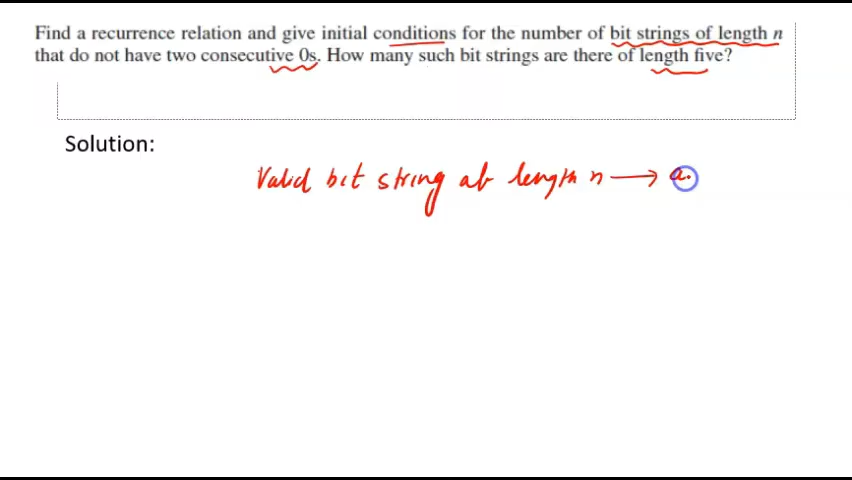 Find a recurrence relation and give initial conditions for the number of bit strings of length n
that do not have two consecutive 0s. How many such bit strings are there of length five?
Solution:
Valid bit string of length n → a.